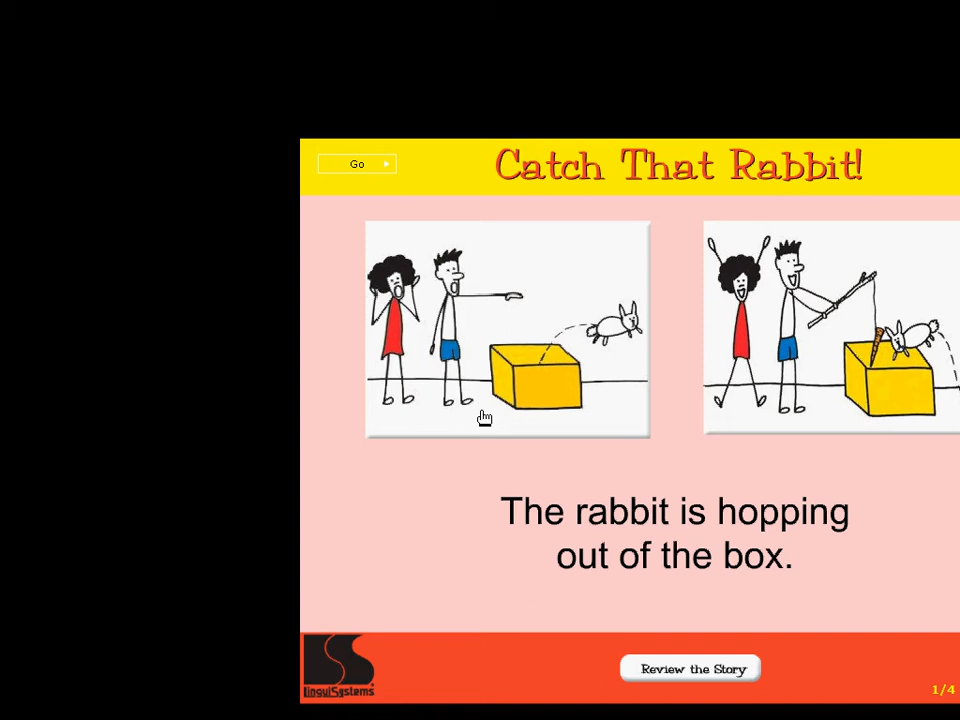 Go
Catch That Rabbit!
The rabbit is hopping
out of the box.
LinguiSystems
Review the Story
1/4